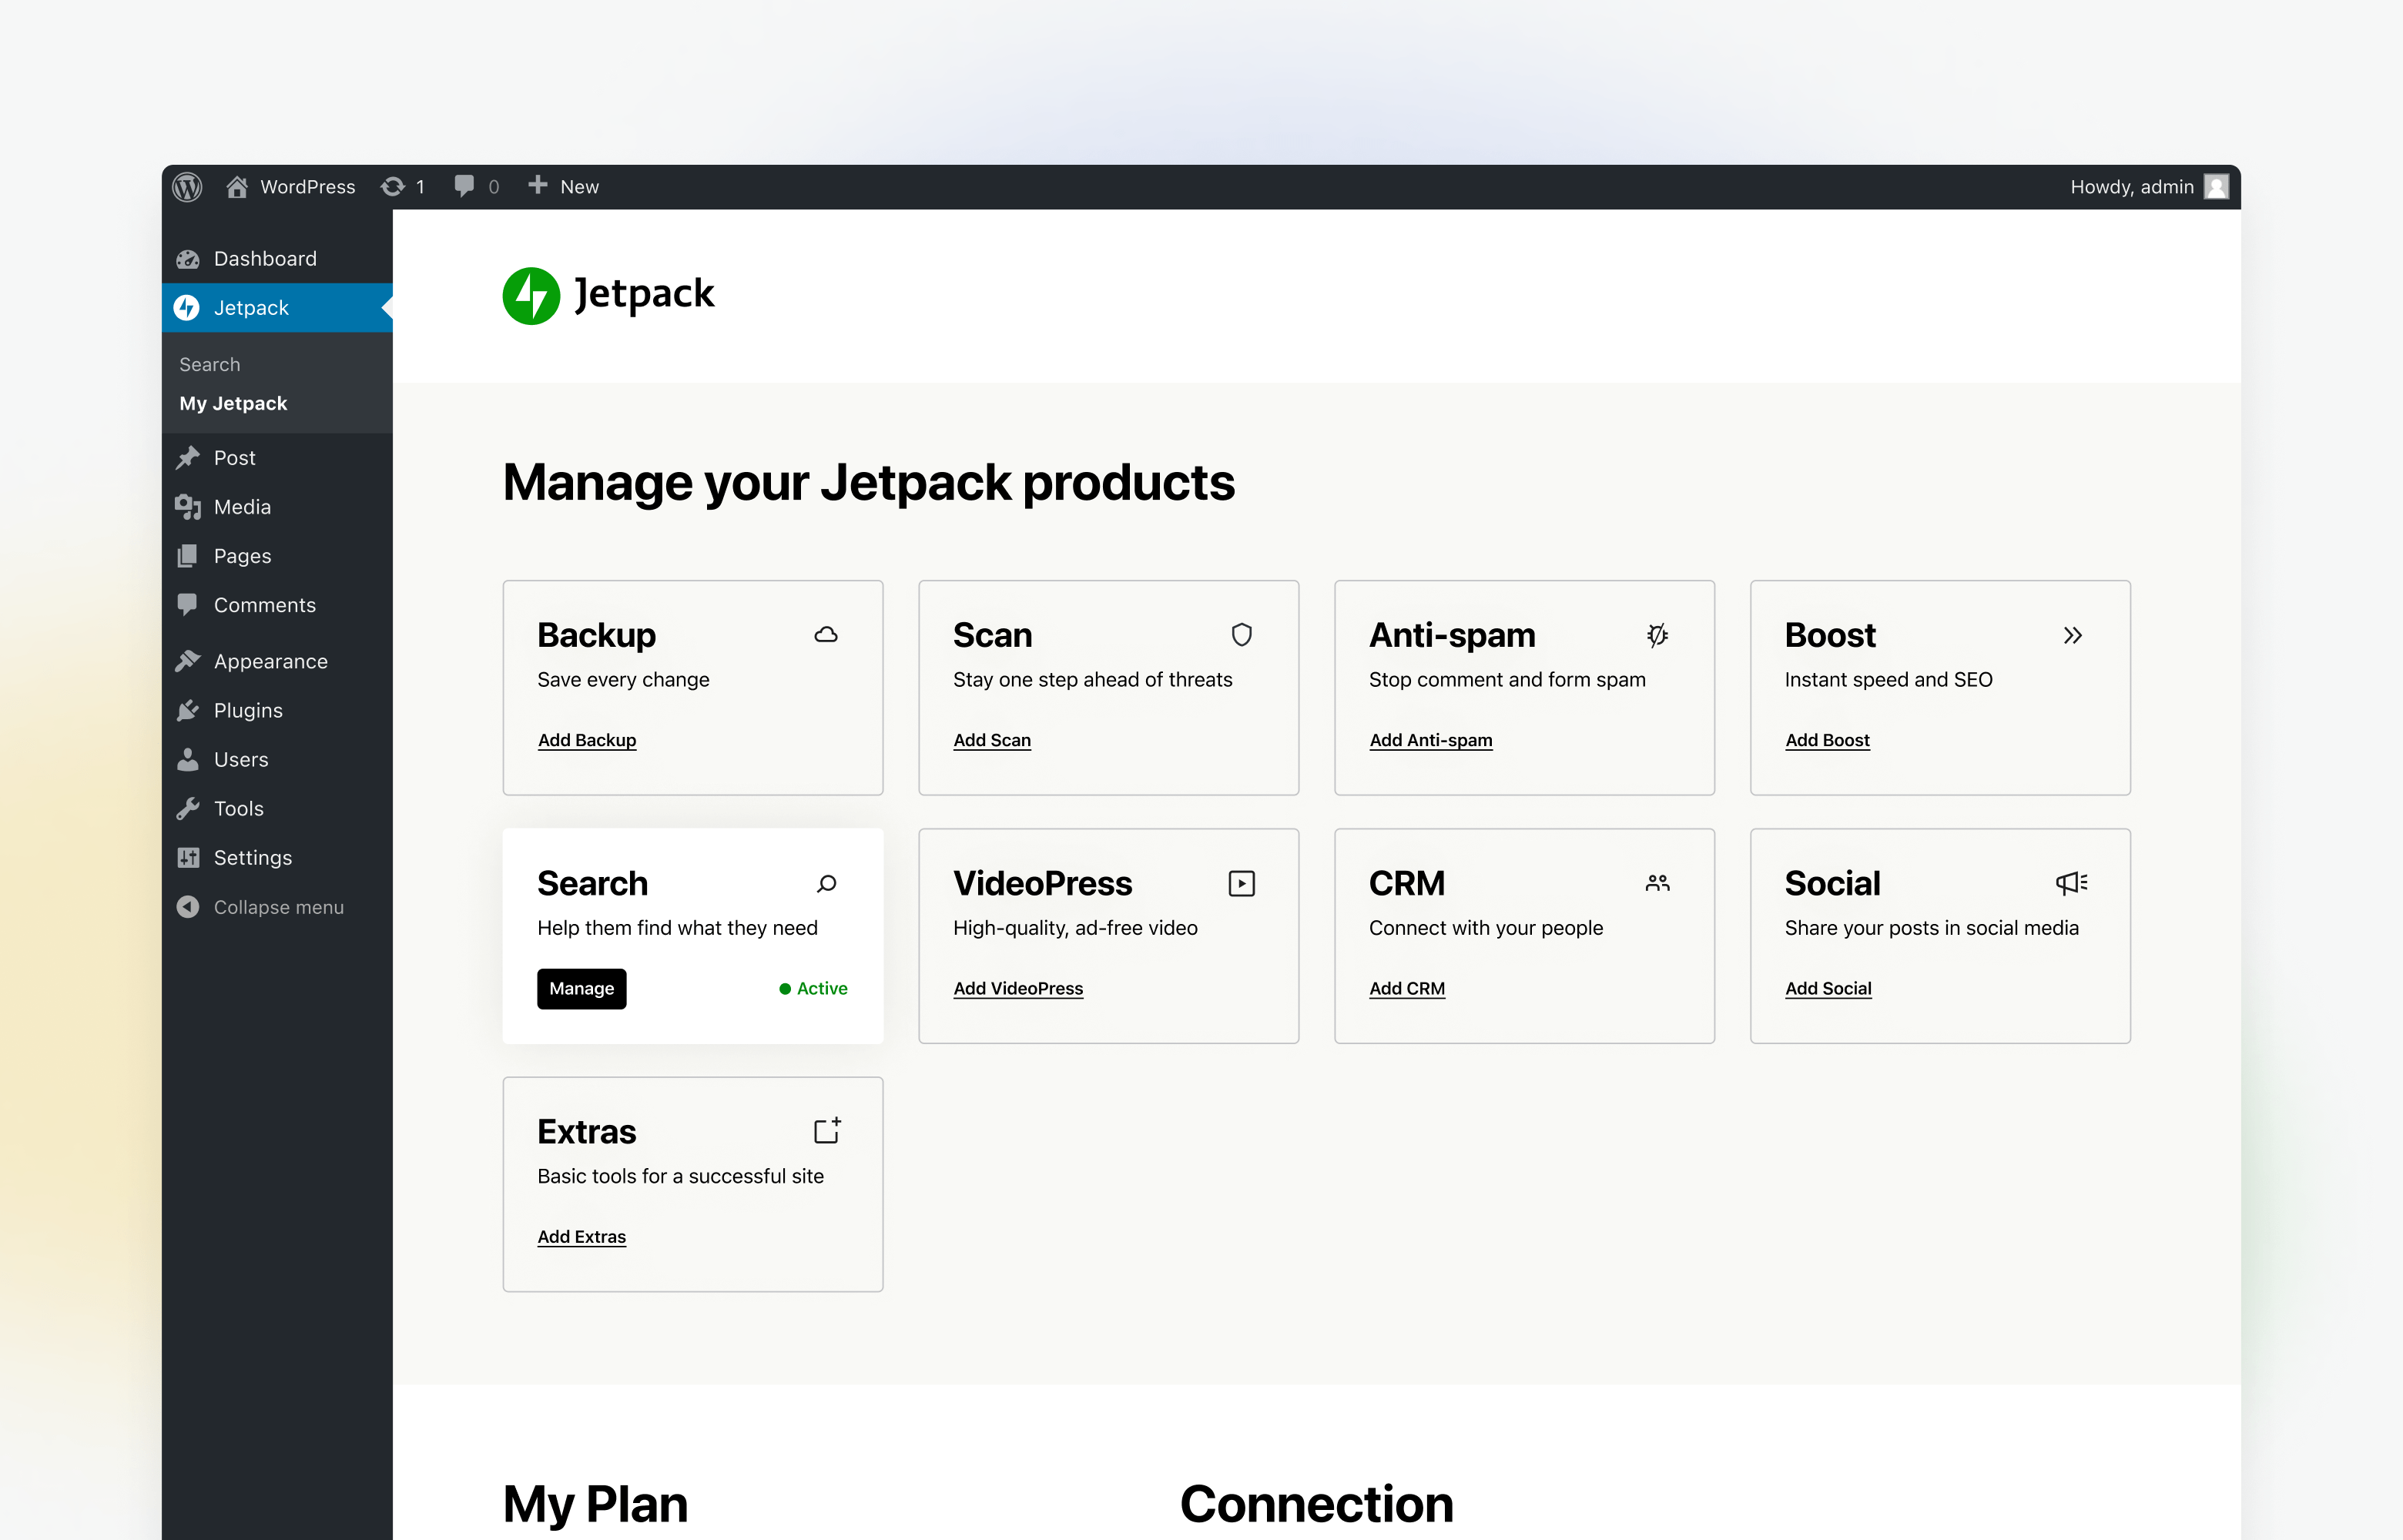 WordPress 1 0 New Howdy, admin
Dashboard
Jetpack
Search
My Jetpack
Post
Media
Pages
Comments
Appearance
Plugins
Users
Tools
Settings
Collapse menu
Jetpack
Manage your Jetpack products
Backup
Save every change
Add Backup
Scan
Stay one step ahead of threats
Add Scan
Anti-spam
Stop comment and form spam
Add Anti-spam
Boost
Instant speed and SEO
Add Boost
Search
Help them find what they need
Manage Active
VideoPress
High-quality, ad-free video
Add VideoPress
CRM
Connect with your people
Add CRM
Social
Share your posts in social media
Add Social
Extras
Basic tools for a successful site
Add Extras
My Plan
Connection